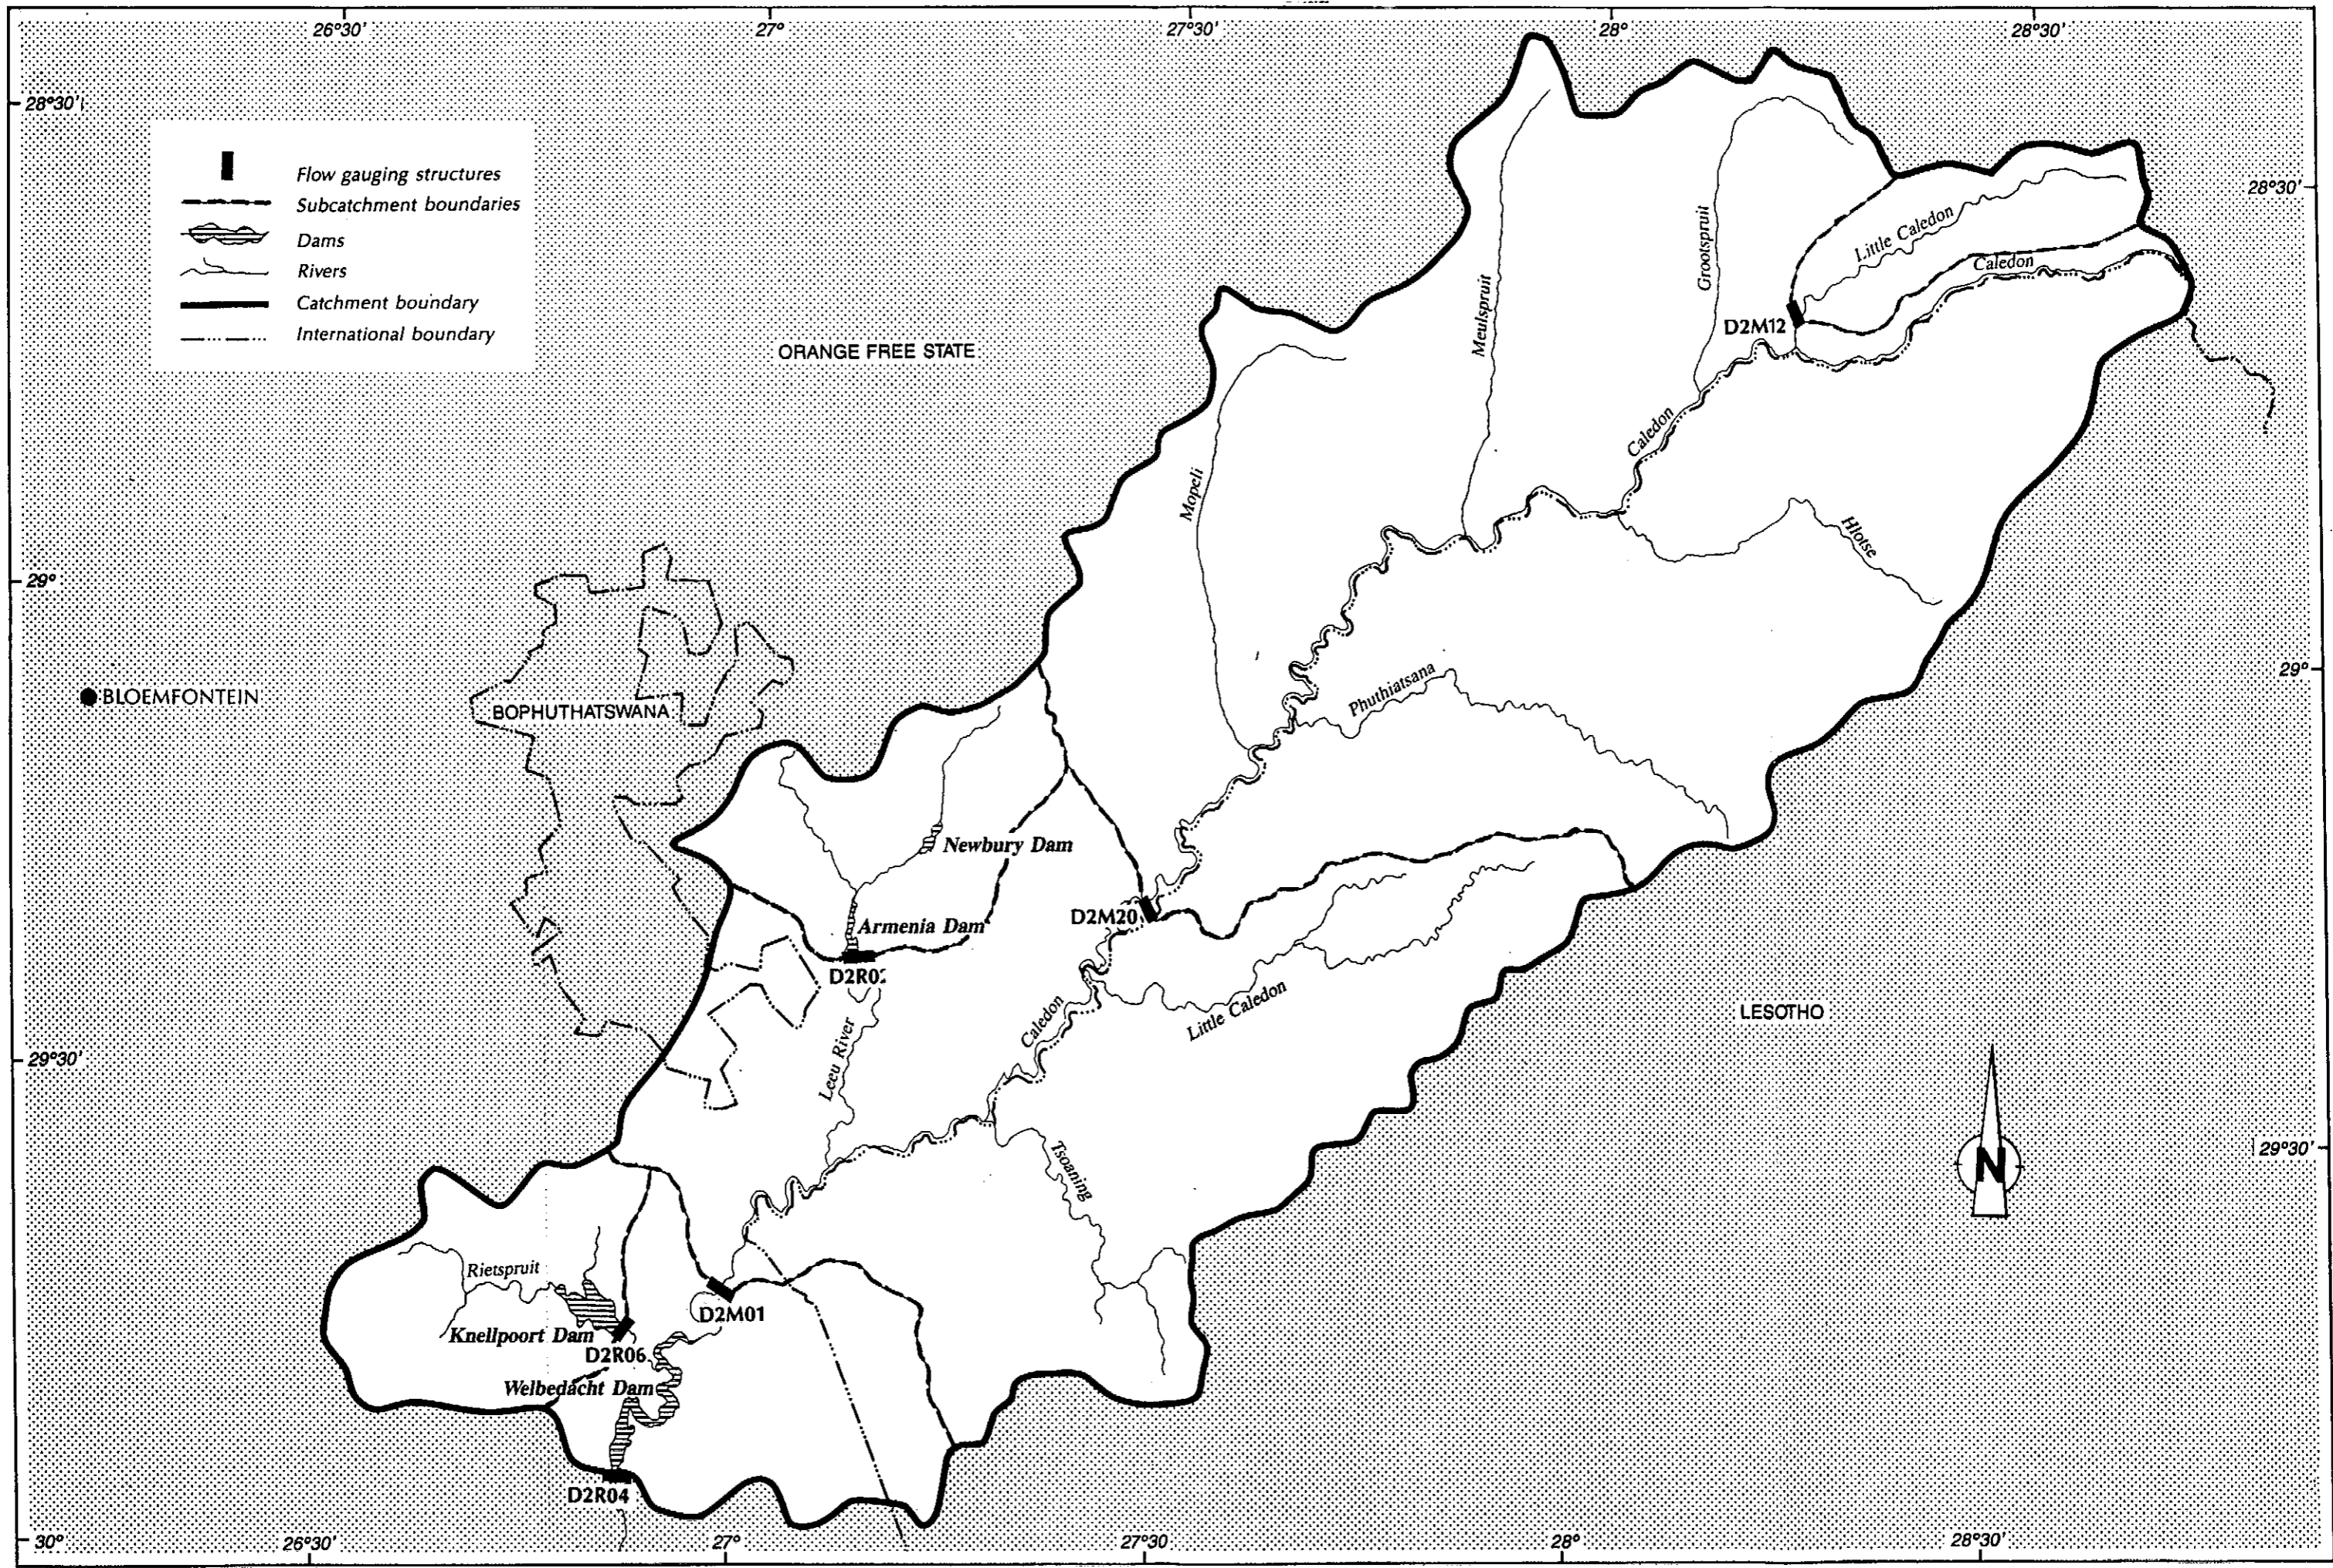 26°30'
27°
27°30'
28°
28°30'
28°30'
28°30'
Flow gauging structures
Subcatchment boundaries
Dams
Rivers
Catchment boundary
International boundary
Grootspruit
Little Caledon
Caledon
Meulspruit
D2M12
ORANGE FREE STATE
Caledon
Mopeli
Hlotse
29°
29°
Phuthiatsana
BLOEMFONTEIN
BOPHUTHATSWANA
Newbury Dam
D2M20
Armenia Dam
D2R02
LESOTHO
Caledon
Little Caledon
Leeu River
29°30'
29°30'
Tsoaning
N
Rietspruit
D2M01
Knellpoort Dam
D2R06
Welbedacht Dam
D2R04
30°
26°30'
27°
27°30'
28°
28°30'